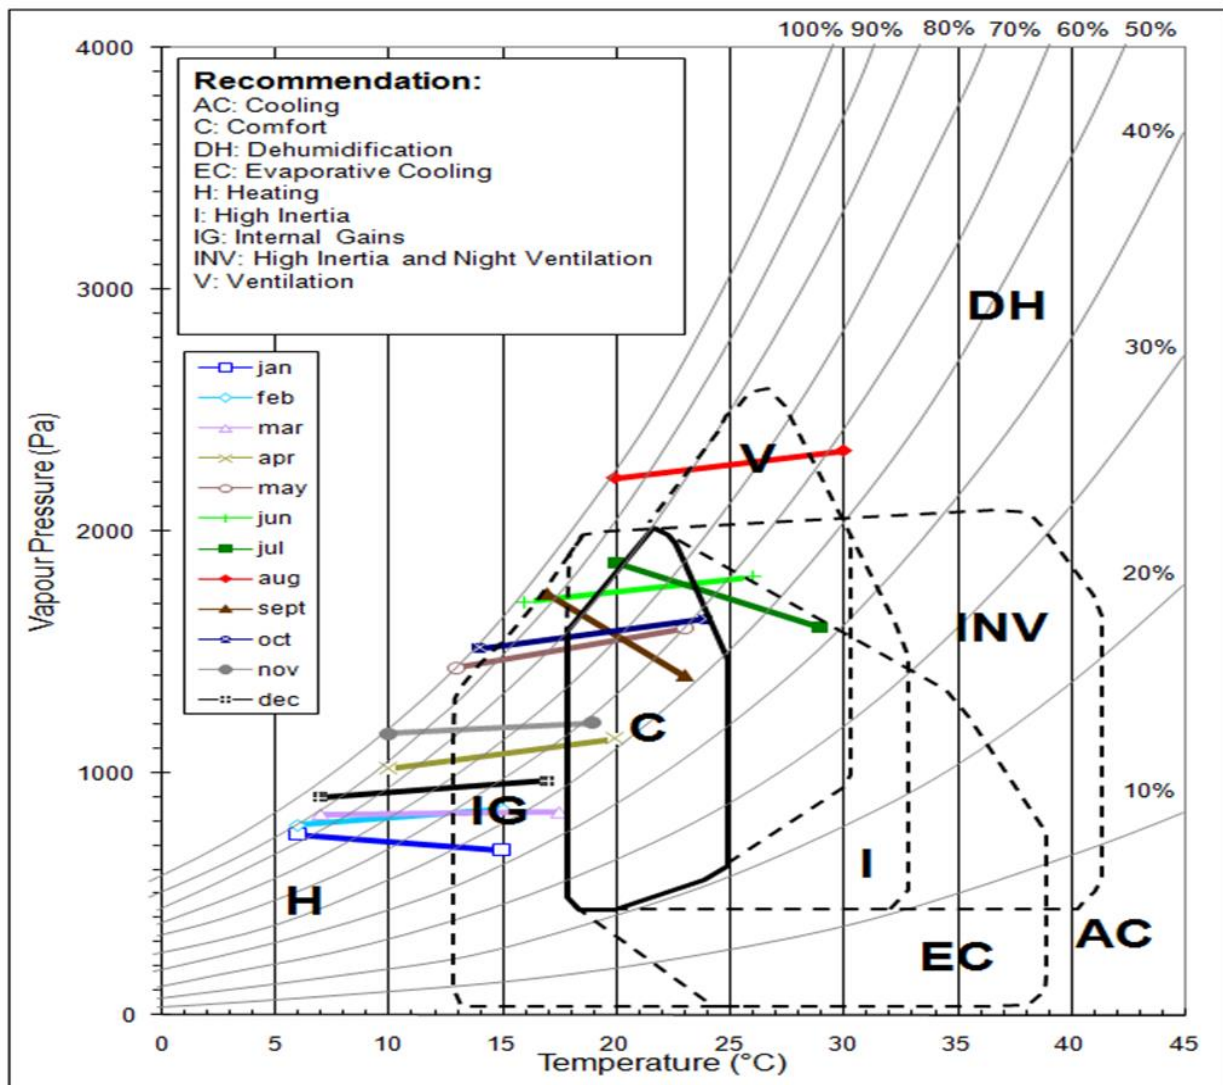 100% 90% 80% 70% 60% 50%
4000
Recommendation:
AC: Cooling
C: Comfort
DH: Dehumidification
EC: Evaporative Cooling
H: Heating
I: High Inertia
IG: Internal Gains
INV: High Inertia and Night Ventilation
V: Ventilation
40%
3000
DH
30%
jan
feb
mar
apr
may
jun
jul
aug
sept
oct
nov
dec
V
Vapour Pressure (Pa)
2000
20%
INV
C
1000
10%
IG
I
H
AC
EC
0
0 5 10 15 20 25 30 35 40 45
Temperature (°C)